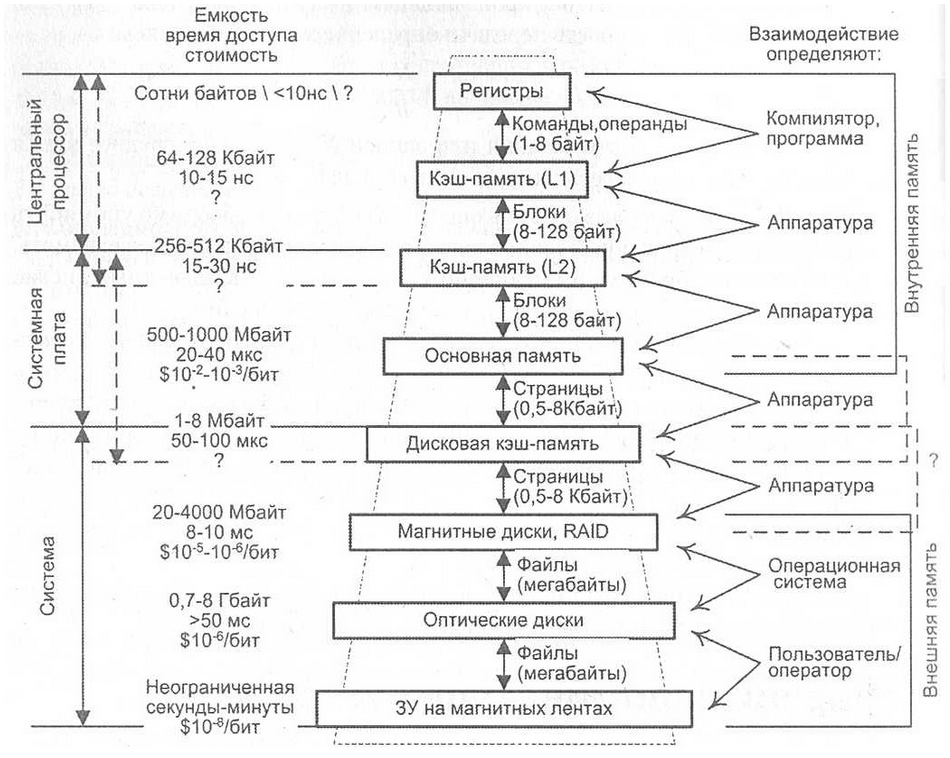 Емкость
время доступа
стоимость
Взаимодействие
определяют:
Сотни байтов \ <10нс \ ?
Регистры
Команды,операнды
(1-8 байт)
Компилятор,
программа
64-128 Кбайт
10-15 нс
?
Кэш-память (L1)
Блоки
(8-128 байт)
Аппаратура
256-512 Кбайт
15-30 нс
?
Кэш-память (L2)
Блоки
(8-128 байт)
Аппаратура
500-1000 Мбайт
20-40 мкс
$10⁻²-10⁻³/бит
Основная память
Страницы
(0,5-8Кбайт)
Аппаратура
1-8 Мбайт
50-100 мкс
?
Дисковая кэш-память
Страницы
(0,5-8 Кбайт)
Аппаратура
20-4000 Мбайт
8-10 мс
$10⁻⁵-10⁻⁶/бит
Магнитные диски, RAID
Файлы
(мегабайты)
Операционная
система
0,7-8 Гбайт
>50 мс
$10⁻⁶/бит
Оптические диски
Файлы
(мегабайты)
Пользователь/
оператор
Неограниченная
секунды-минуты
$10⁻⁸/бит
ЗУ на магнитных лентах
Центральный
процессор
Системная
плата
Система
Внутренняя память
?
Внешняя память